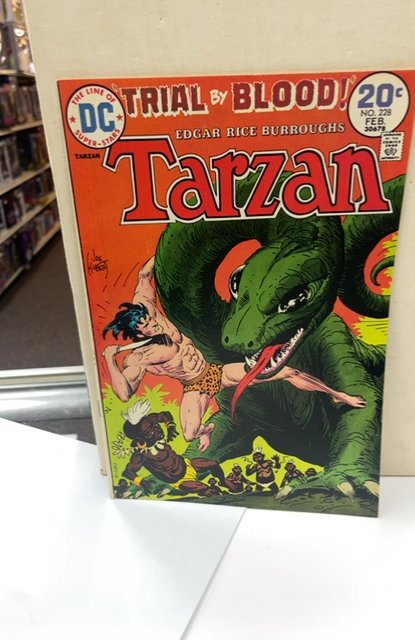 "TRIAL BY BLOOD!"
THE LINE OF
DC
SUPER-STARS
TARZAN
20¢
NO. 228
FEB.
30678
EDGAR RICE BURROUGHS
Tarzan
JOE
KUBERT